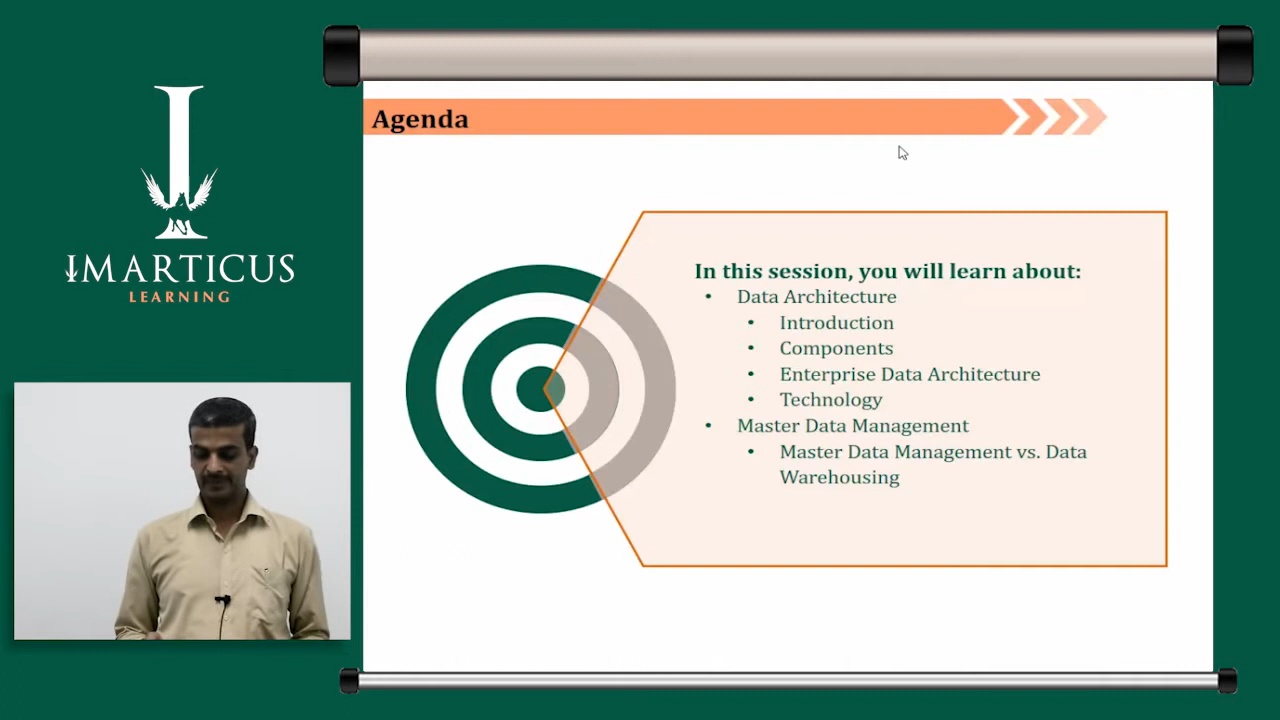 IMARTICUS
LEARNING
Agenda
In this session, you will learn about:
• Data Architecture
• Introduction
• Components
• Enterprise Data Architecture
• Technology
• Master Data Management
• Master Data Management vs. Data
Warehousing